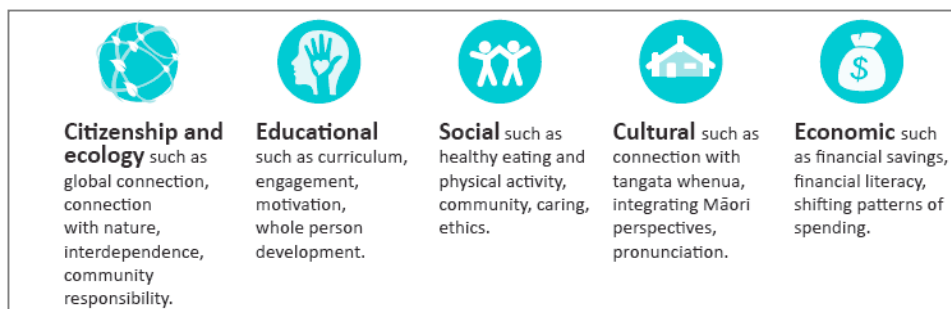 Citizenship and
ecology such as
global connection,
connection
with nature,
interdependence,
community
responsibility.
Educational
such as curriculum,
engagement,
motivation,
whole person
development.
Social such as
healthy eating and
physical activity,
community, caring,
ethics.
Cultural such as
connection with
tangata whenua,
integrating Māori
perspectives,
pronunciation.
$
Economic such
as financial savings,
financial literacy,
shifting patterns of
spending.